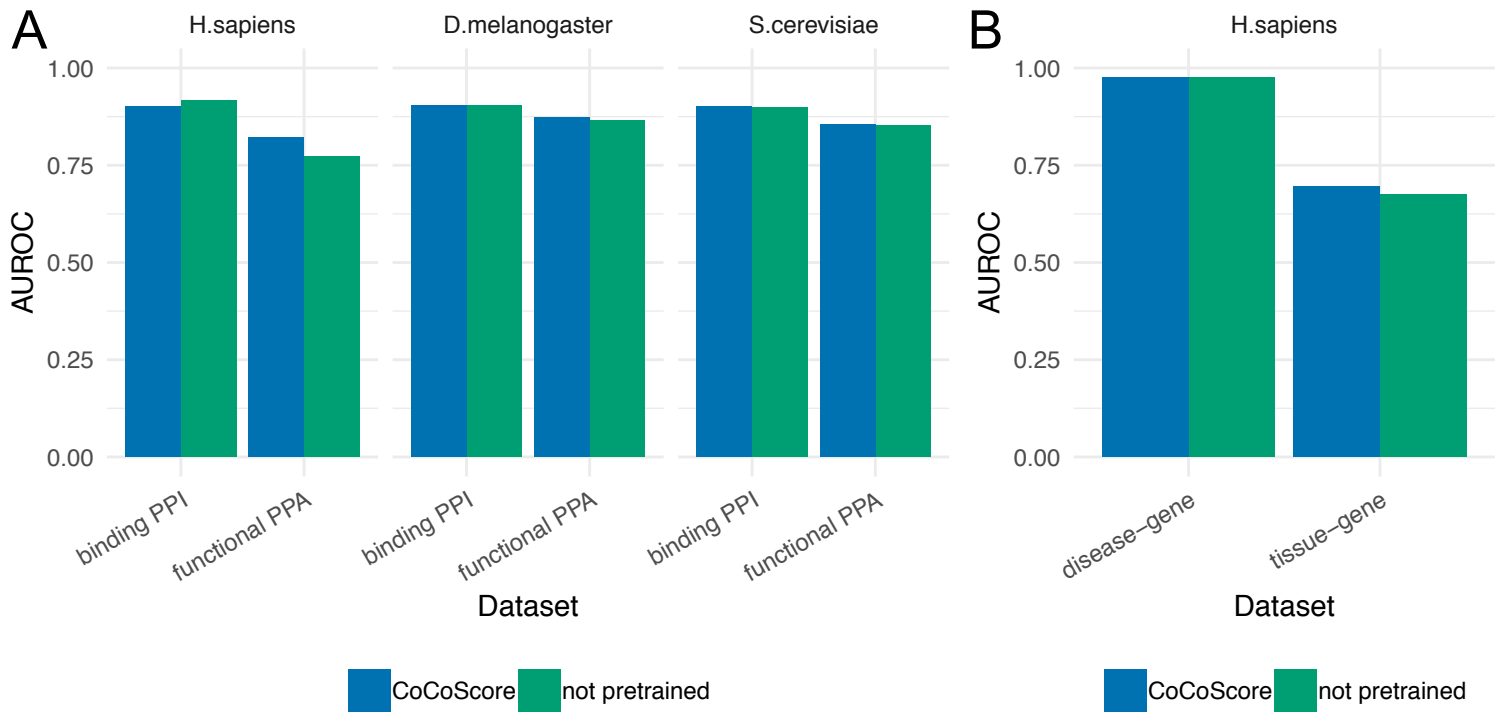 A
H.sapiens
D.melanogaster
S.cerevisiae
AUROC
1.00
0.75
0.50
0.25
0.00
binding PPI
functional PPA
binding PPI
functional PPA
binding PPI
functional PPA
Dataset
CoCoScore not pretrained
B
H.sapiens
AUROC
1.00
0.75
0.50
0.25
0.00
disease−gene
tissue−gene
Dataset
CoCoScore not pretrained